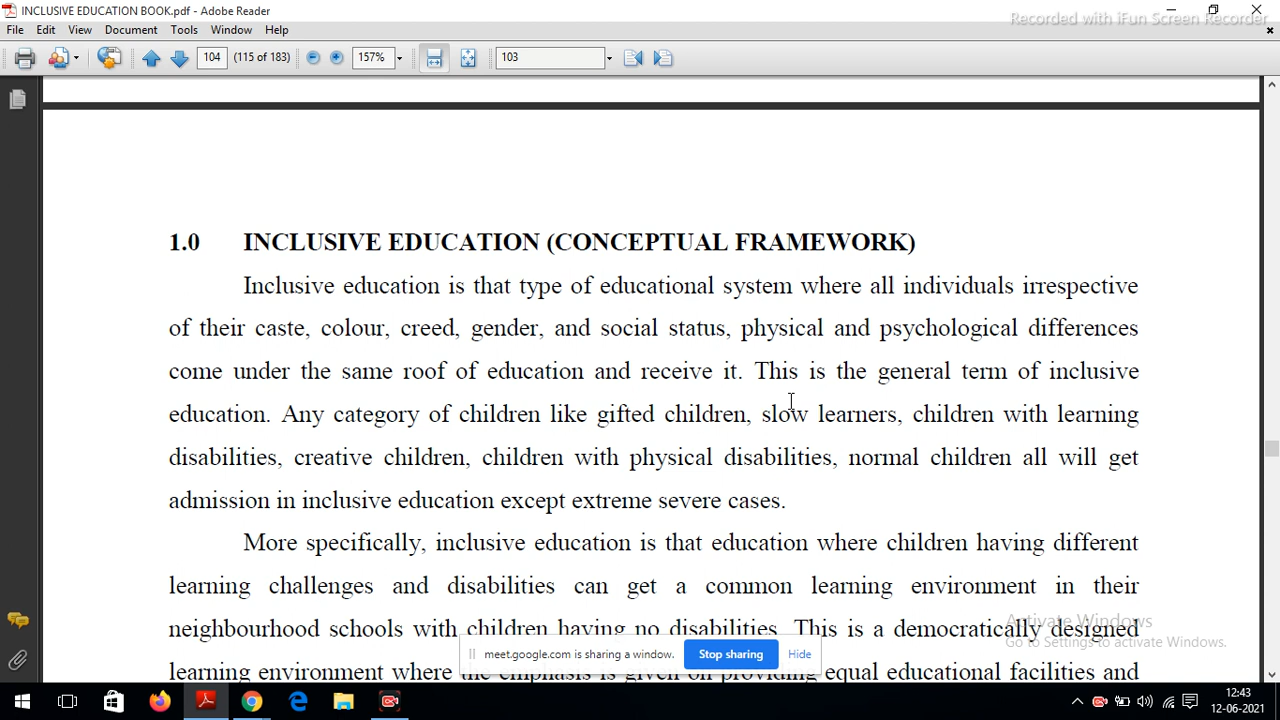 INCLUSIVE EDUCATION BOOK.pdf - Adobe Reader
Recorded with iFun Screen Recorder
File Edit View Document Tools Window Help
104 (115 of 183) 157% 103
1.0 INCLUSIVE EDUCATION (CONCEPTUAL FRAMEWORK)
Inclusive education is that type of educational system where all individuals irrespective
of their caste, colour, creed, gender, and social status, physical and psychological differences
come under the same roof of education and receive it. This is the general term of inclusive
education. Any category of children like gifted children, slow learners, children with learning
disabilities, creative children, children with physical disabilities, normal children all will get
admission in inclusive education except extreme severe cases.
More specifically, inclusive education is that education where children having different
learning challenges and disabilities can get a common learning environment in their
neighbourhood schools with children having no disabilities. This is a democratically designed
learning environment where the emphasis is given on providing equal educational facilities and
Activate Windows
Go to Settings to activate Windows.
meet.google.com is sharing a window. Stop sharing Hide
12:43
12-06-2021